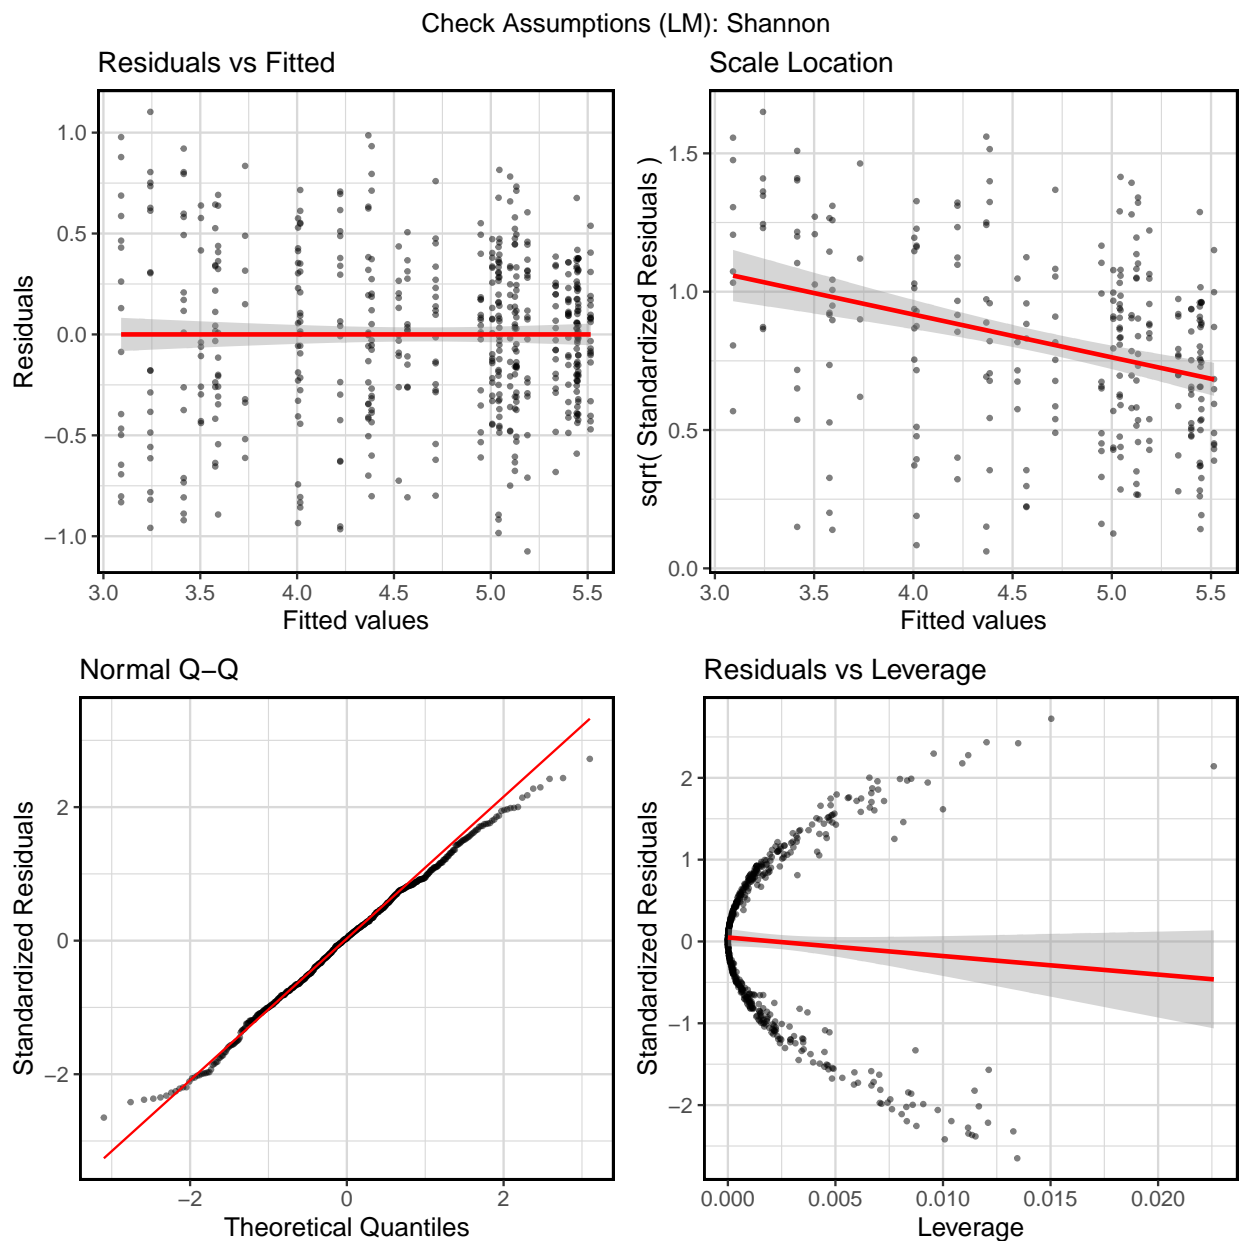 Check Assumptions (LM): Shannon
Residuals vs Fitted
Residuals
1.0
0.5
0.0
−0.5
−1.0
3.0 3.5 4.0 4.5 5.0 5.5
Fitted values
Scale Location
sqrt( Standardized Residuals )
1.5
1.0
0.5
0.0
3.0 3.5 4.0 4.5 5.0 5.5
Fitted values
Normal Q−Q
Standardized Residuals
2
0
−2
−2 0 2
Theoretical Quantiles
Residuals vs Leverage
Standardized Residuals
2
1
0
−1
−2
0.000 0.005 0.010 0.015 0.020
Leverage